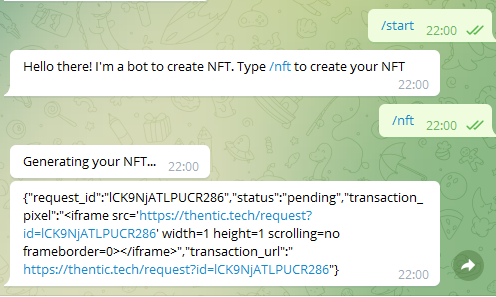 /start 22:00
Hello there! I'm a bot to create NFT. Type /nft to create your NFT
22:00
/nft 22:00
Generating your NFT... 22:00
{"request_id":"lCK9NjATLPUCR286","status":"pending","transaction_
pixel":"<iframe src='https://thentic.tech/request?
id=lCK9NjATLPUCR286' width=1 height=1 scrolling=no
frameborder=0></iframe>","transaction_url":"
https://thentic.tech/request?id=lCK9NjATLPUCR286"}
22:00